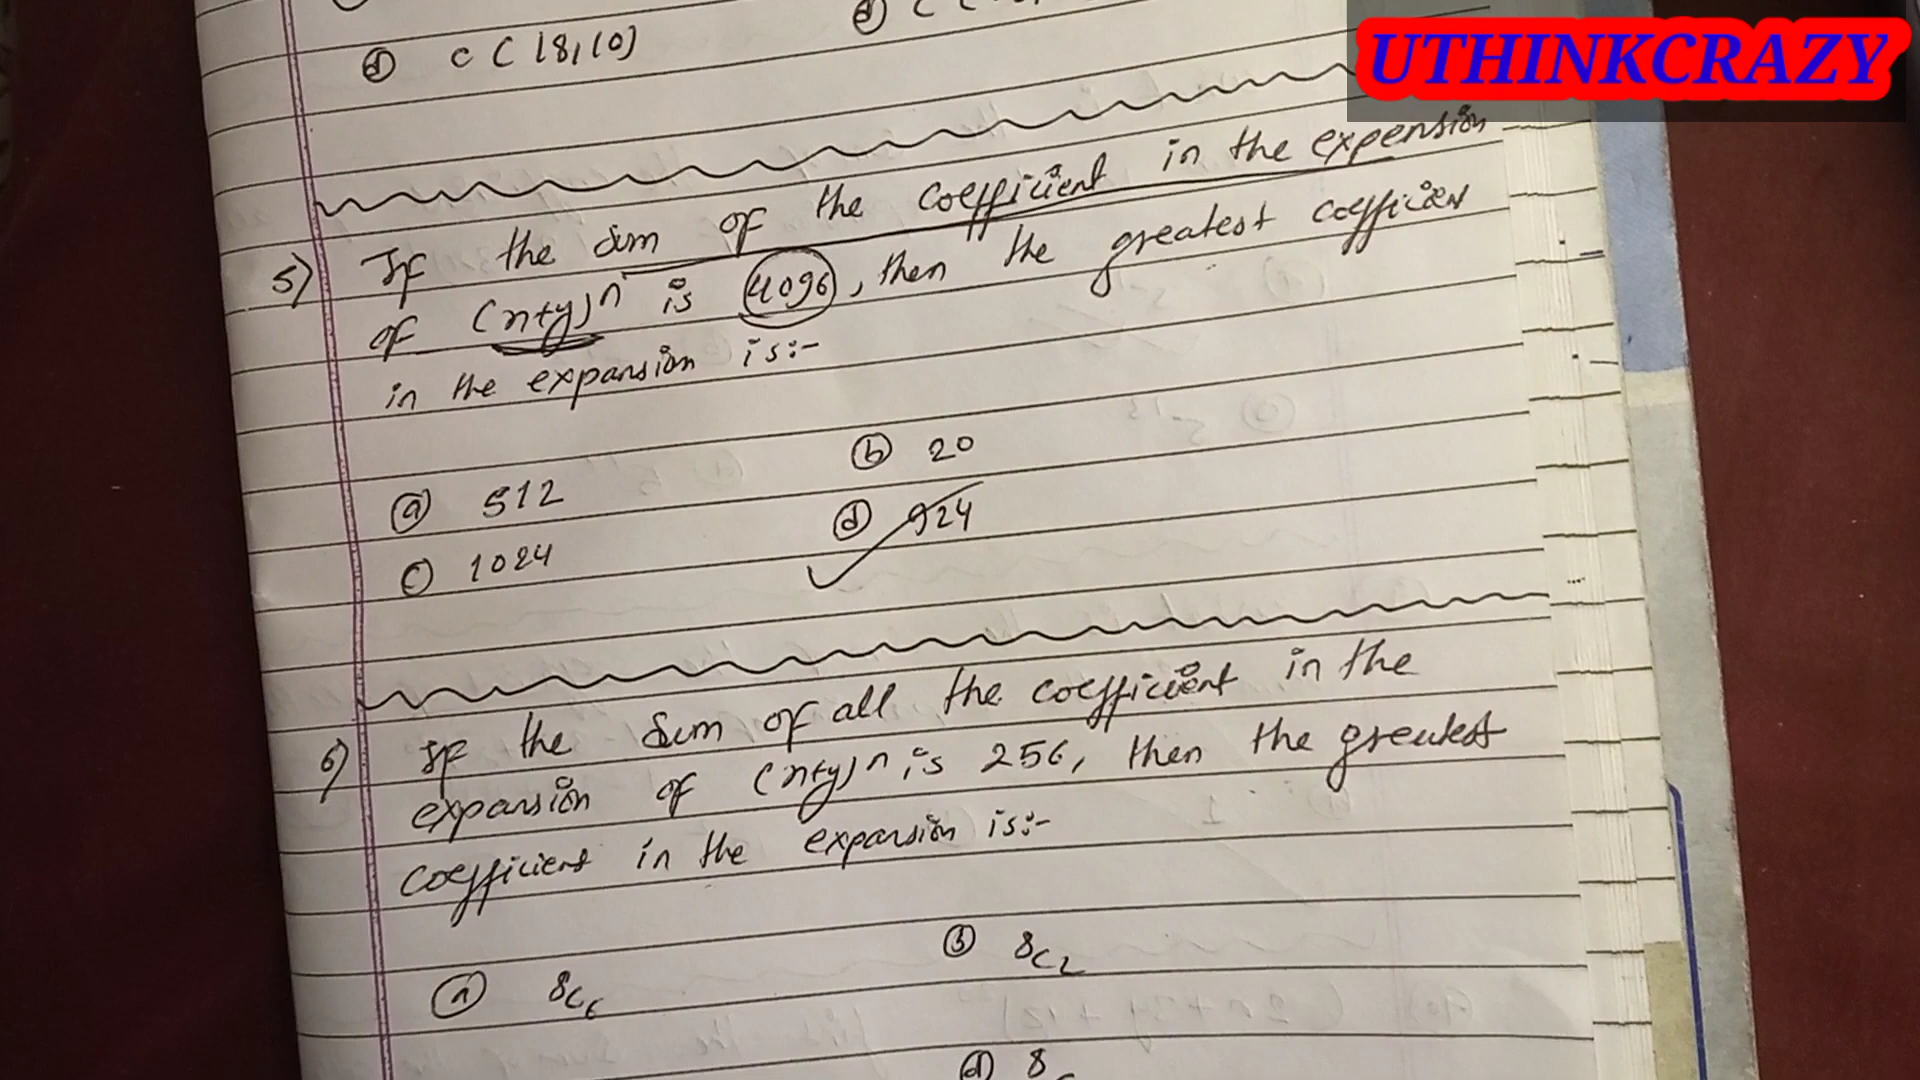 UTHINKCRAZY
ⓓ C (18,10)
5) If the sum of the coefficient in the expension
of (x+y)ⁿ is 4096, then the greatest coefficient
in the expansion is:-
ⓐ 512 ⓑ 20
ⓒ 1024 ⓓ 924
6) If the sum of all the coefficient in the
expansion of (x+y)ⁿ is 256, then the greatest
coefficient in the expansion is:-
ⓐ 8C6 ⓑ 8C2
ⓓ 8